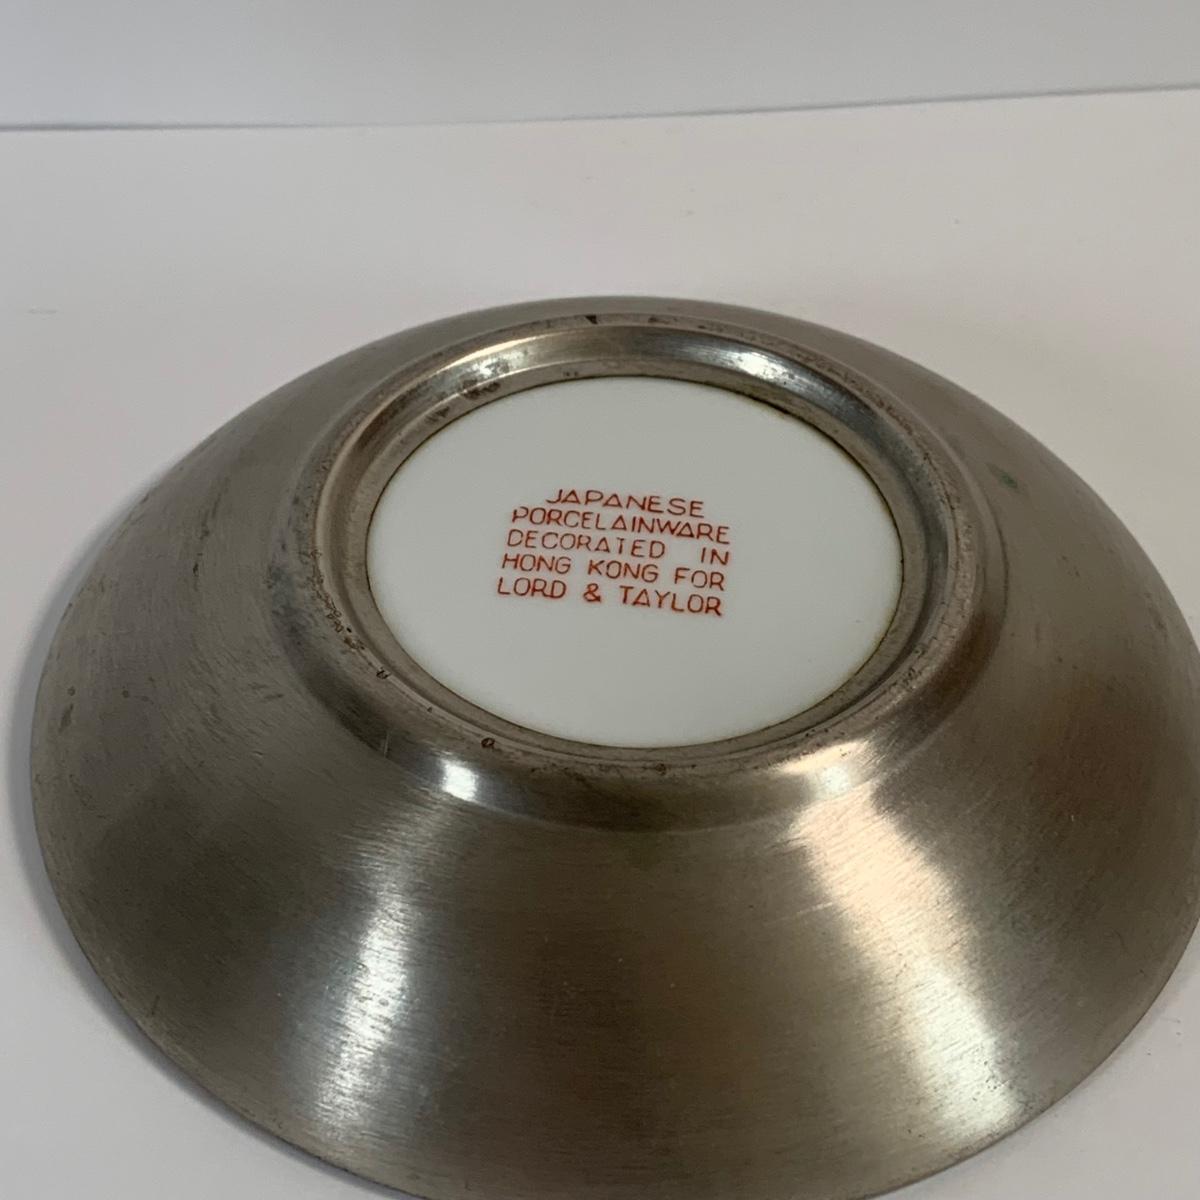 JAPANESE
PORCELAINWARE
DECORATED IN
HONG KONG FOR
LORD & TAYLOR